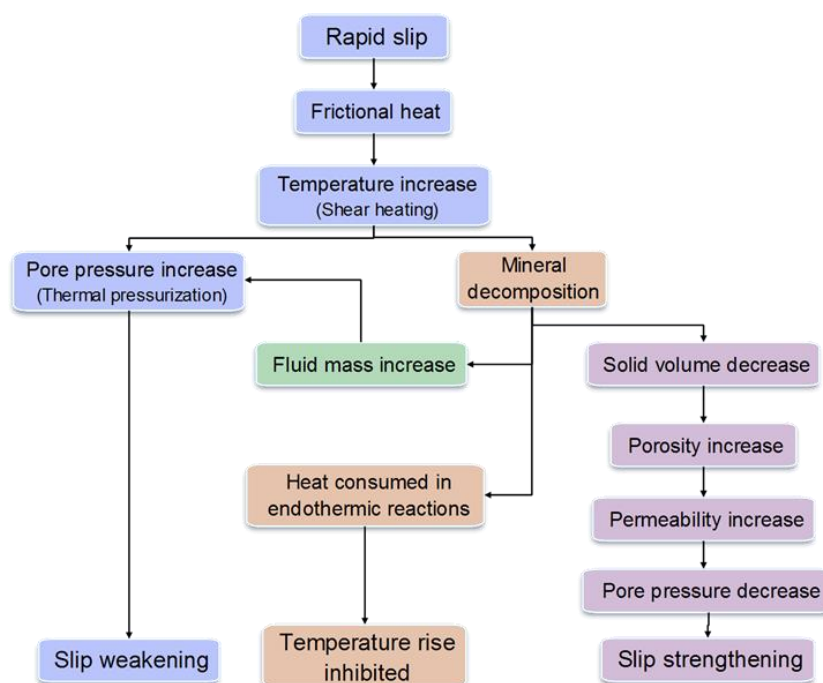 Rapid slip
Frictional heat
Temperature increase
(Shear heating)
Pore pressure increase
(Thermal pressurization)
Mineral
decomposition
Fluid mass increase
Solid volume decrease
Porosity increase
Heat consumed in
endothermic reactions
Permeability increase
Pore pressure decrease
Slip weakening
Temperature rise
inhibited
Slip strengthening